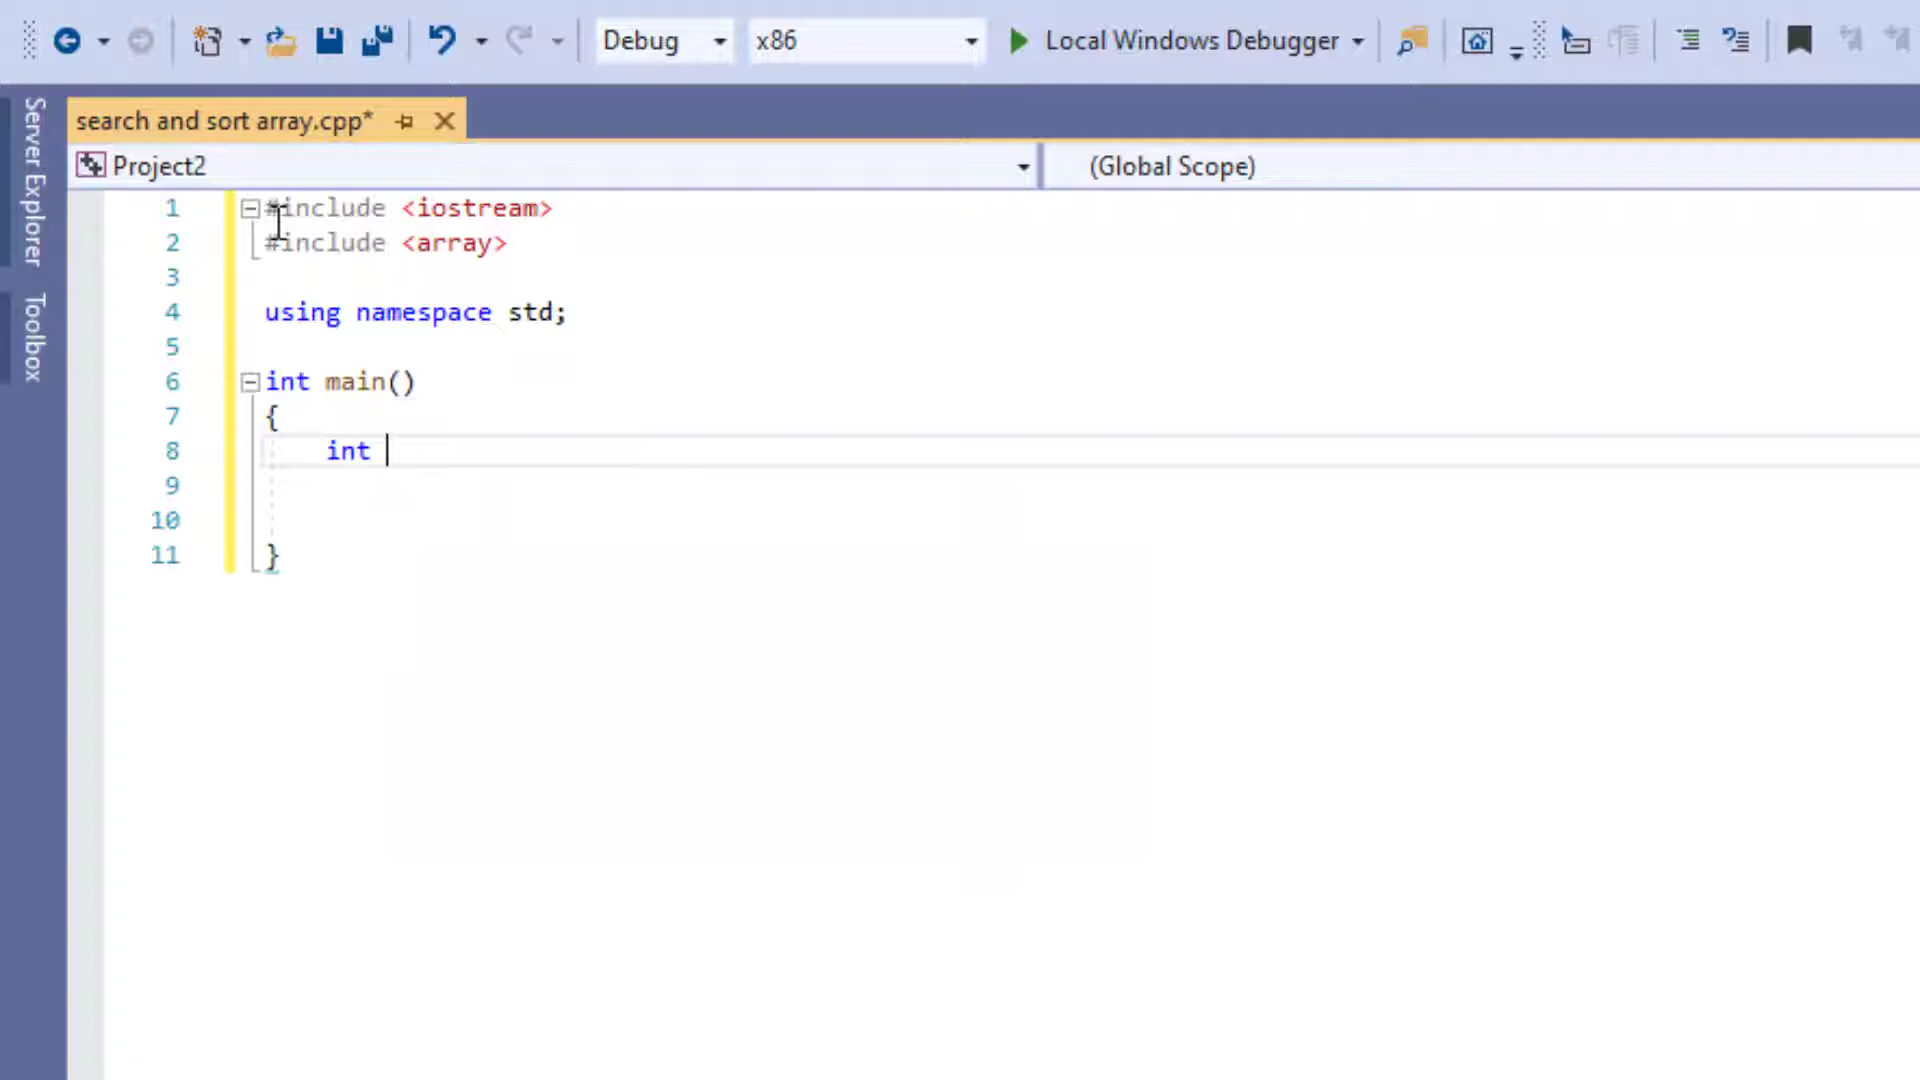 Debug x86 Local Windows Debugger
Server Explorer
Toolbox
search and sort array.cpp*
Project2 (Global Scope)
1 #include <iostream>
2 #include <array>
3
4 using namespace std;
5
6 int main()
7 {
8 int
9
10
11 }